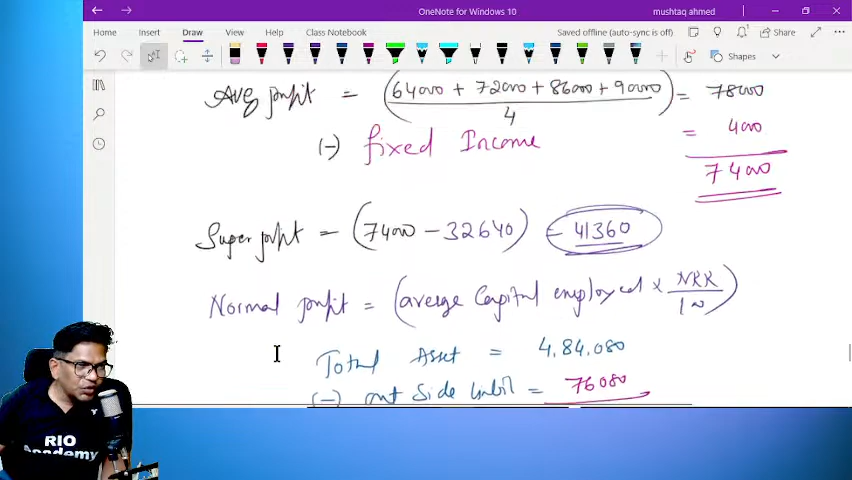 OneNote for Windows 10
mushtaq ahmed
Home Insert Draw View Help Class Notebook
Saved offline (auto-sync is off)
Share
Shapes
Avg profit = (64000 + 72000 + 86000 + 90000 / 4) = 78000
(-) fixed Income = 4000
74000
Super profit = (74000 - 32640) = 41360
Normal profit = (average Capital employed × NRR / 100)
Total Asset = 4,84,080
(-) out Side Liabil = 76080
RIO
Academy